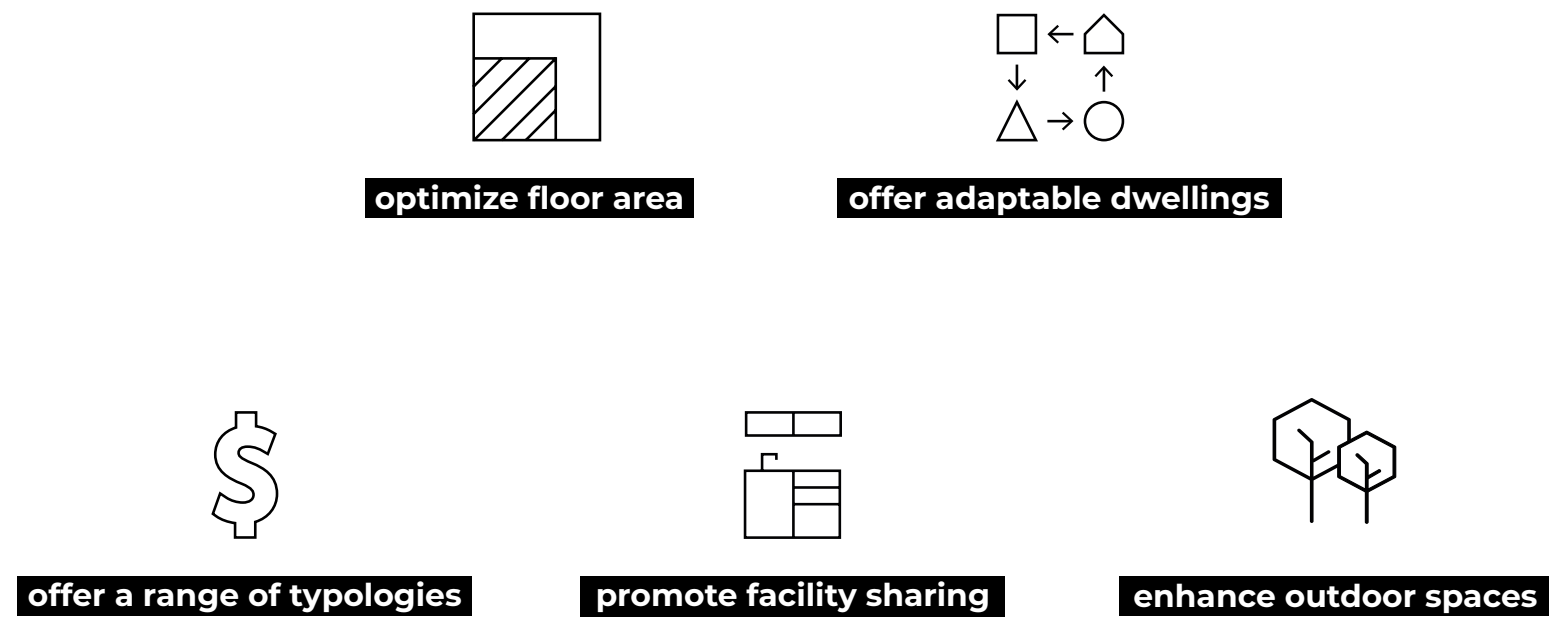 optimize floor area
offer adaptable dwellings
offer a range of typologies
promote facility sharing
enhance outdoor spaces